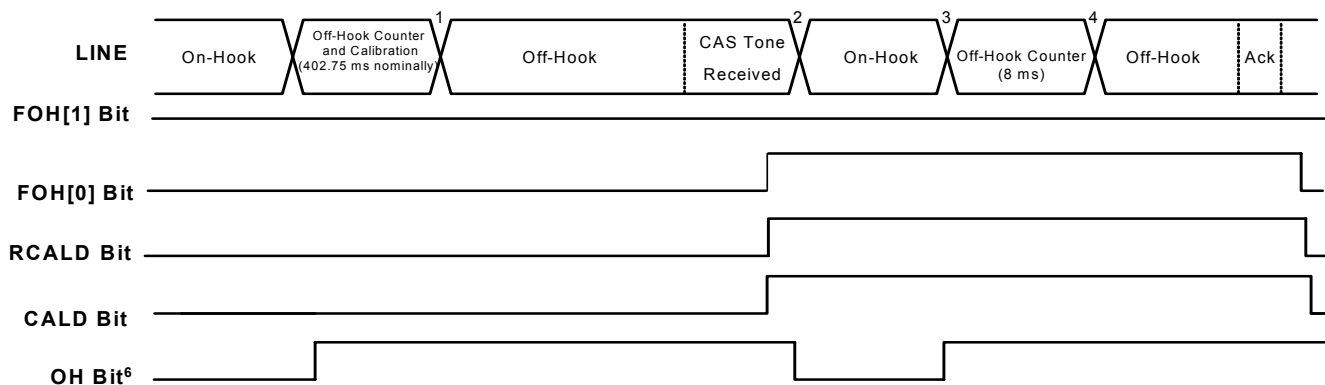 1 2 3 4
LINE
On-Hook
Off-Hook Counter
and Calibration
(402.75 ms nominally)
Off-Hook
CAS Tone
Received
On-Hook
Off-Hook Counter
(8 ms)
Off-Hook
Ack
FOH[1] Bit
FOH[0] Bit
RCALD Bit
CALD Bit
OH Bit6